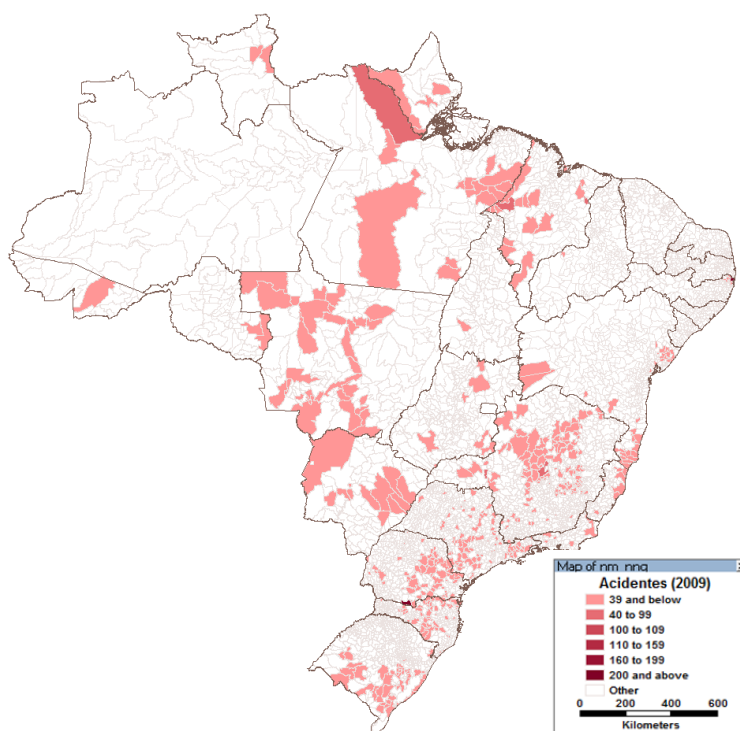 Map of nm_nng
Acidentes (2009)
39 and below
40 to 99
100 to 109
110 to 159
160 to 199
200 and above
Other
0 200 400 600
Kilometers